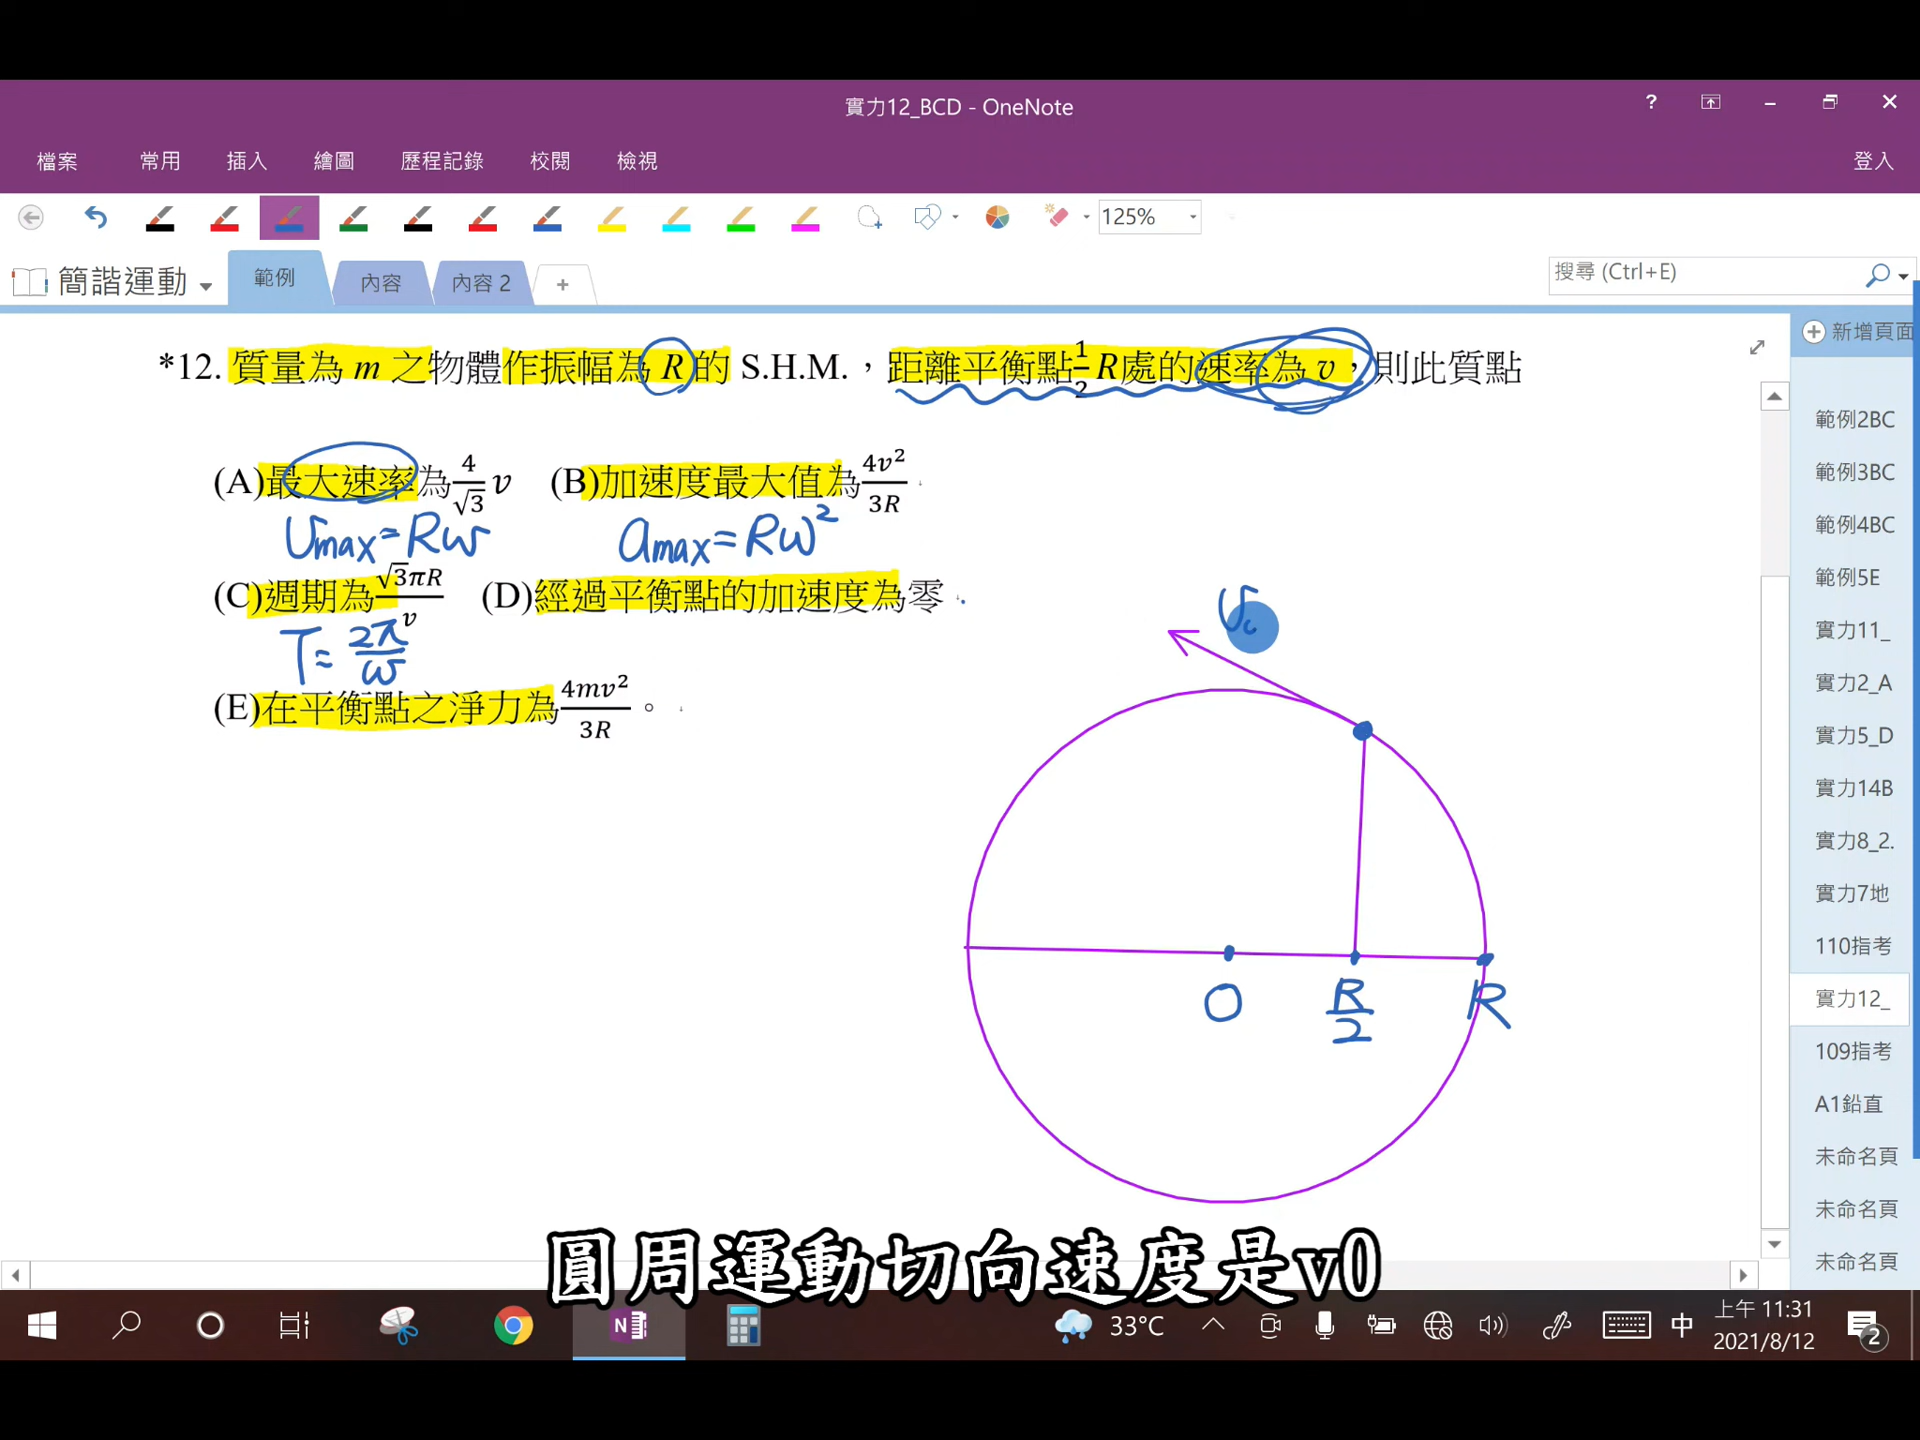 實力12_BCD - OneNote
?
檔案 常用 插入 繪圖 歷程記錄 校閱 檢視 登入
125%
簡諧運動 範例 內容 內容 2 +
搜尋 (Ctrl+E)
新增頁面
*12. 質量為 m 之物體作振幅為 R 的 S.H.M.，距離平衡點 1/2 R處的速率為 v，則此質點
(A)最大速率為 4/√3 v (B)加速度最大值為 4v²/3R
Vmax=Rω amax=Rω²
(C)週期為 √3πR/v (D)經過平衡點的加速度為零
T= 2π/ω
(E)在平衡點之淨力為 4mv²/3R 。
O R/2 R
範例2BC
範例3BC
範例4BC
範例5E
實力11_
實力2_A
實力5_D
實力14B
實力8_2.
實力7地
110指考
實力12_
109指考
A1鉛直
未命名頁
未命名頁
未命名頁
圓周運動切向速度是v0
N
33°C
中
上午 11:31
2021/8/12
2